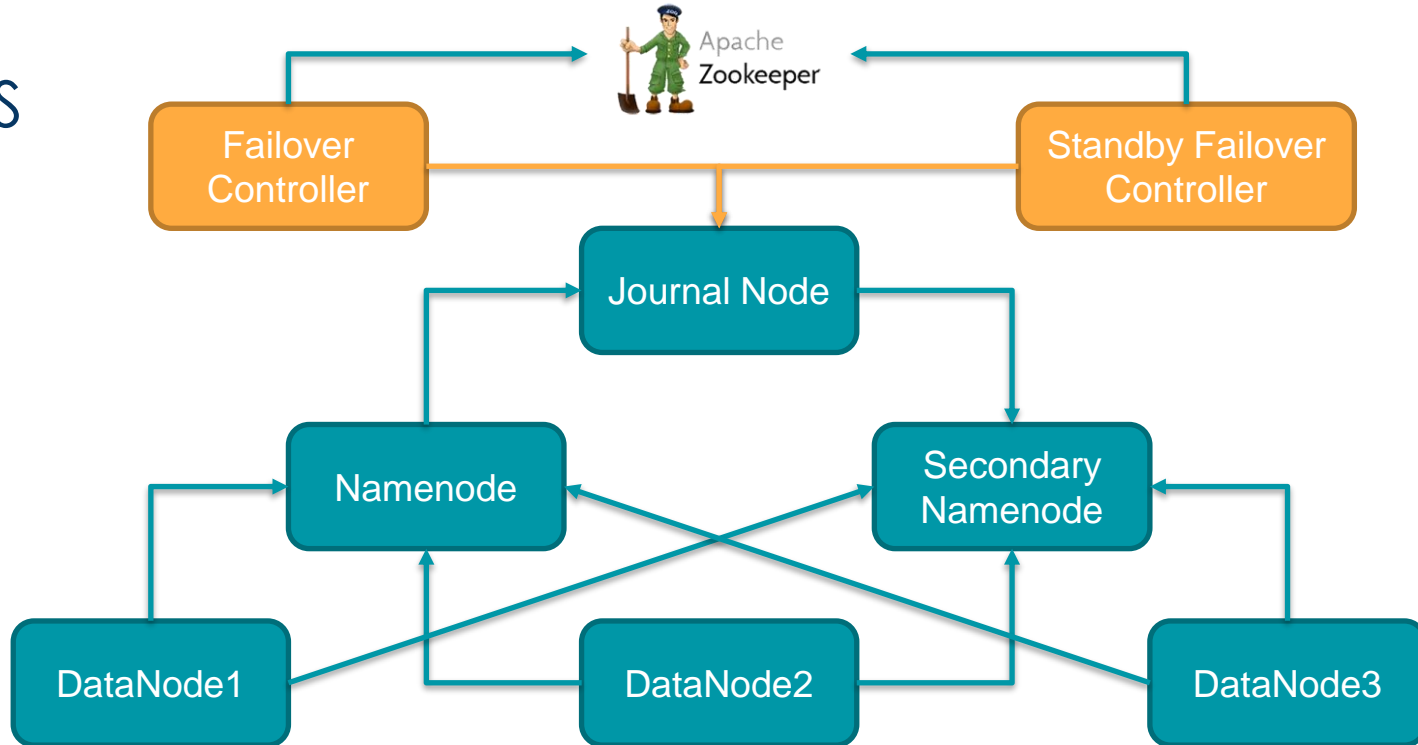 S
Apache
Zookeeper
Failover
Controller
Standby Failover
Controller
Journal Node
Namenode
Secondary
Namenode
DataNode1
DataNode2
DataNode3